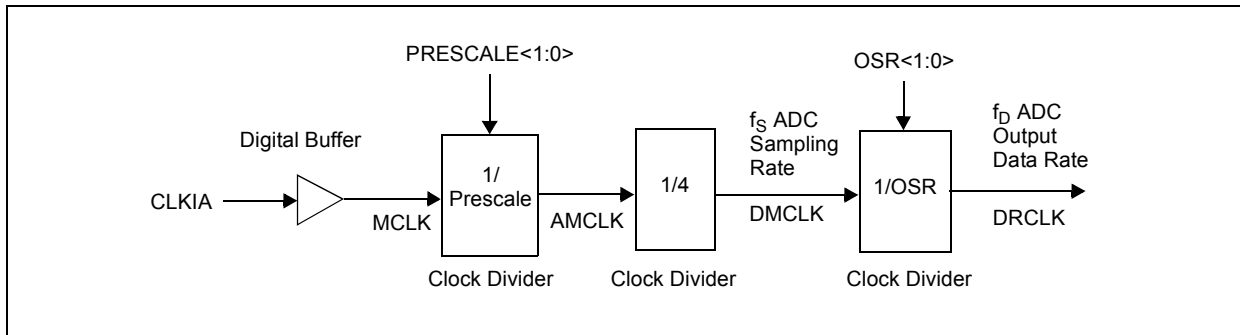 PRESCALE<1:0>
OSR<1:0>
Digital Buffer
f_S ADC
Sampling
Rate
f_D ADC
Output
Data Rate
1/
Prescale
1/4
1/OSR
CLKIA
MCLK
AMCLK
DMCLK
DRCLK
Clock Divider
Clock Divider
Clock Divider